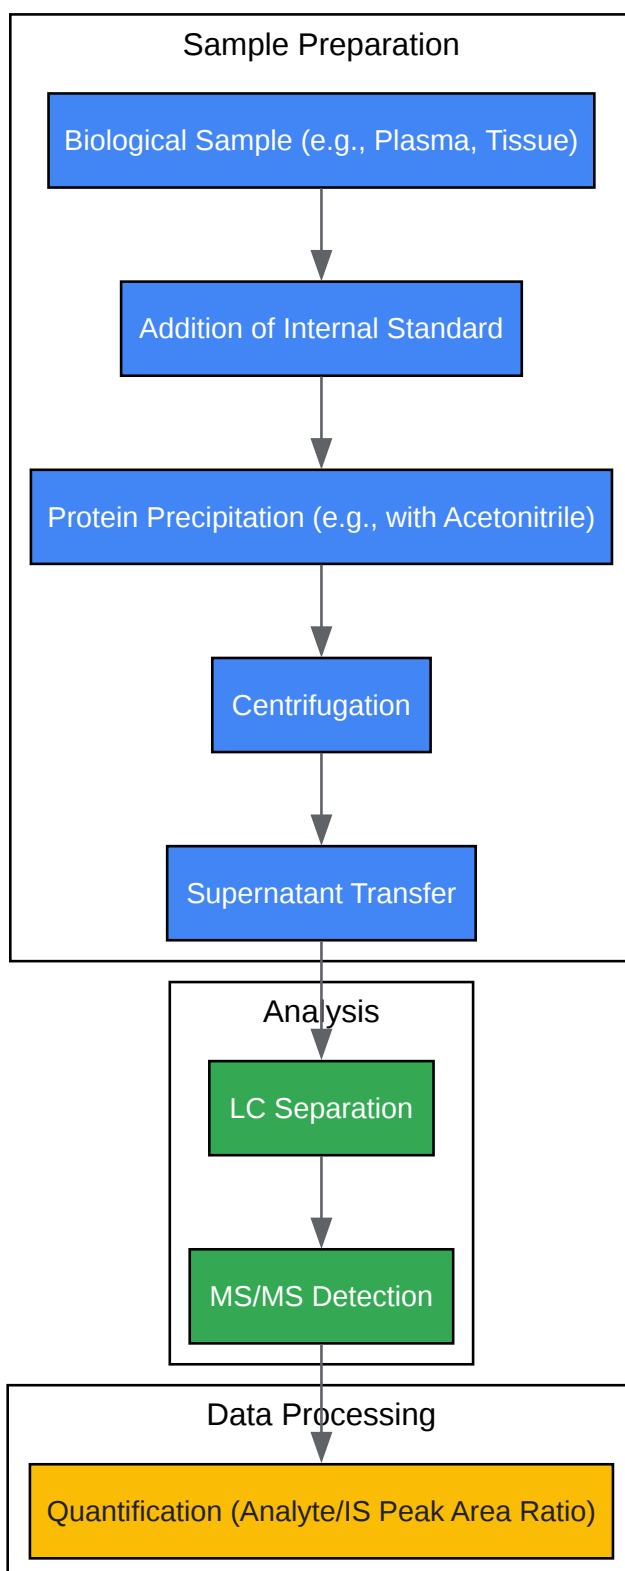 Sample Preparation
Biological Sample (e.g., Plasma, Tissue)
Addition of Internal Standard
Protein Precipitation (e.g., with Acetonitrile)
Centrifugation
Supernatant Transfer
Analysis
LC Separation
MS/MS Detection
Data Processing
Quantification (Analyte/IS Peak Area Ratio)